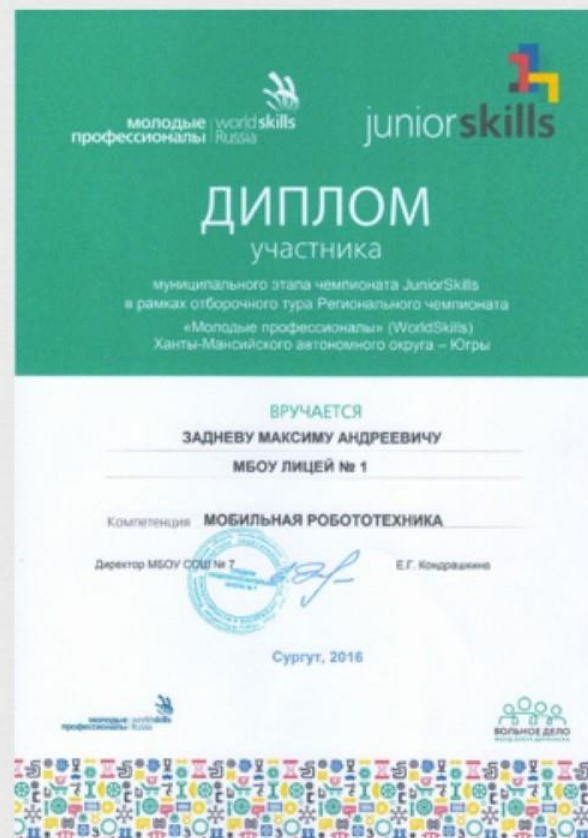 молодые профессионалы
worldskills Russia
juniorskills
ДИПЛОМ
участника
муниципального этапа чемпионата JuniorSkills
в рамках отборочного тура Регионального чемпионата
«Молодые профессионалы» (WorldSkills)
Ханты-Мансийского автономного округа – Югры
ВРУЧАЕТСЯ
ЗАДНЕВУ МАКСИМУ АНДРЕЕВИЧУ
МБОУ ЛИЦЕЙ № 1
Компетенция МОБИЛЬНАЯ РОБОТОТЕХНИКА
Директор МБОУ СОШ № 7 Е.Г. Кондрашкина
Сургут, 2016
молодые профессионалы
worldskills Russia
ВОЛЬНОЕ ДЕЛО